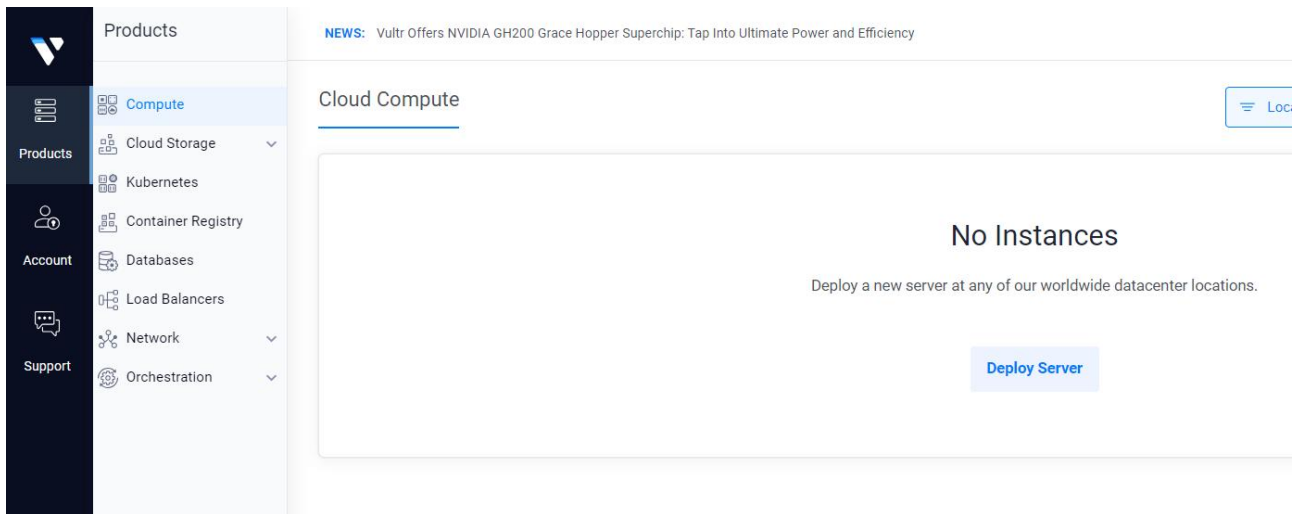 Products
NEWS: Vultr Offers NVIDIA GH200 Grace Hopper Superchip: Tap Into Ultimate Power and Efficiency
Products
Account
Support
Compute
Cloud Storage
Kubernetes
Container Registry
Databases
Load Balancers
Network
Orchestration
Cloud Compute
Loca
No Instances
Deploy a new server at any of our worldwide datacenter locations.
Deploy Server